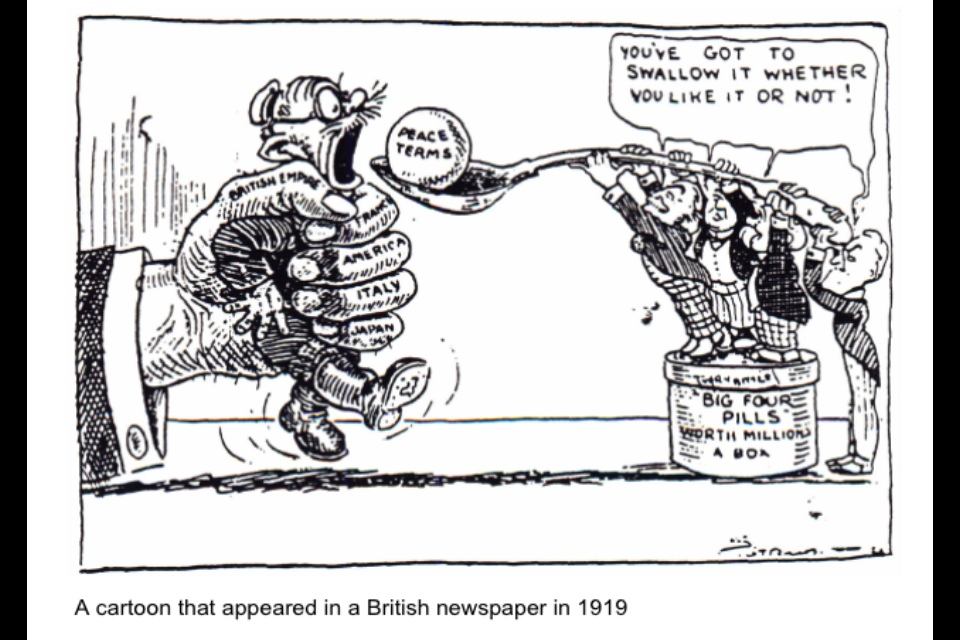 YOU'VE GOT TO
SWALLOW IT WHETHER
YOU LIKE IT OR NOT!
PEACE
TERMS
BRITISH EMPIRE
FRANCE
AMERICA
ITALY
JAPAN
BIG FOUR
PILLS
WORTH MILLIONS
A BOX
A cartoon that appeared in a British newspaper in 1919